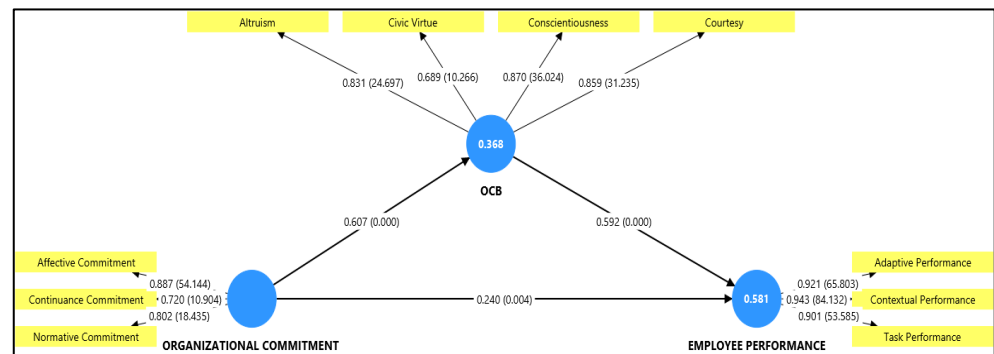 Altruism
Civic Virtue
Conscientiousness
Courtesy
0.831 (24.697)
0.689 (10.266)
0.870 (36.024)
0.859 (31.235)
0.368
OCB
0.607 (0.000)
0.592 (0.000)
Affective Commitment
Continuance Commitment
Normative Commitment
0.887 (54.144)
0.720 (10.904)
0.802 (18.435)
ORGANIZATIONAL COMMITMENT
0.240 (0.004)
0.581
EMPLOYEE PERFORMANCE
0.921 (65.803)
0.943 (84.132)
0.901 (53.585)
Adaptive Performance
Contextual Performance
Task Performance